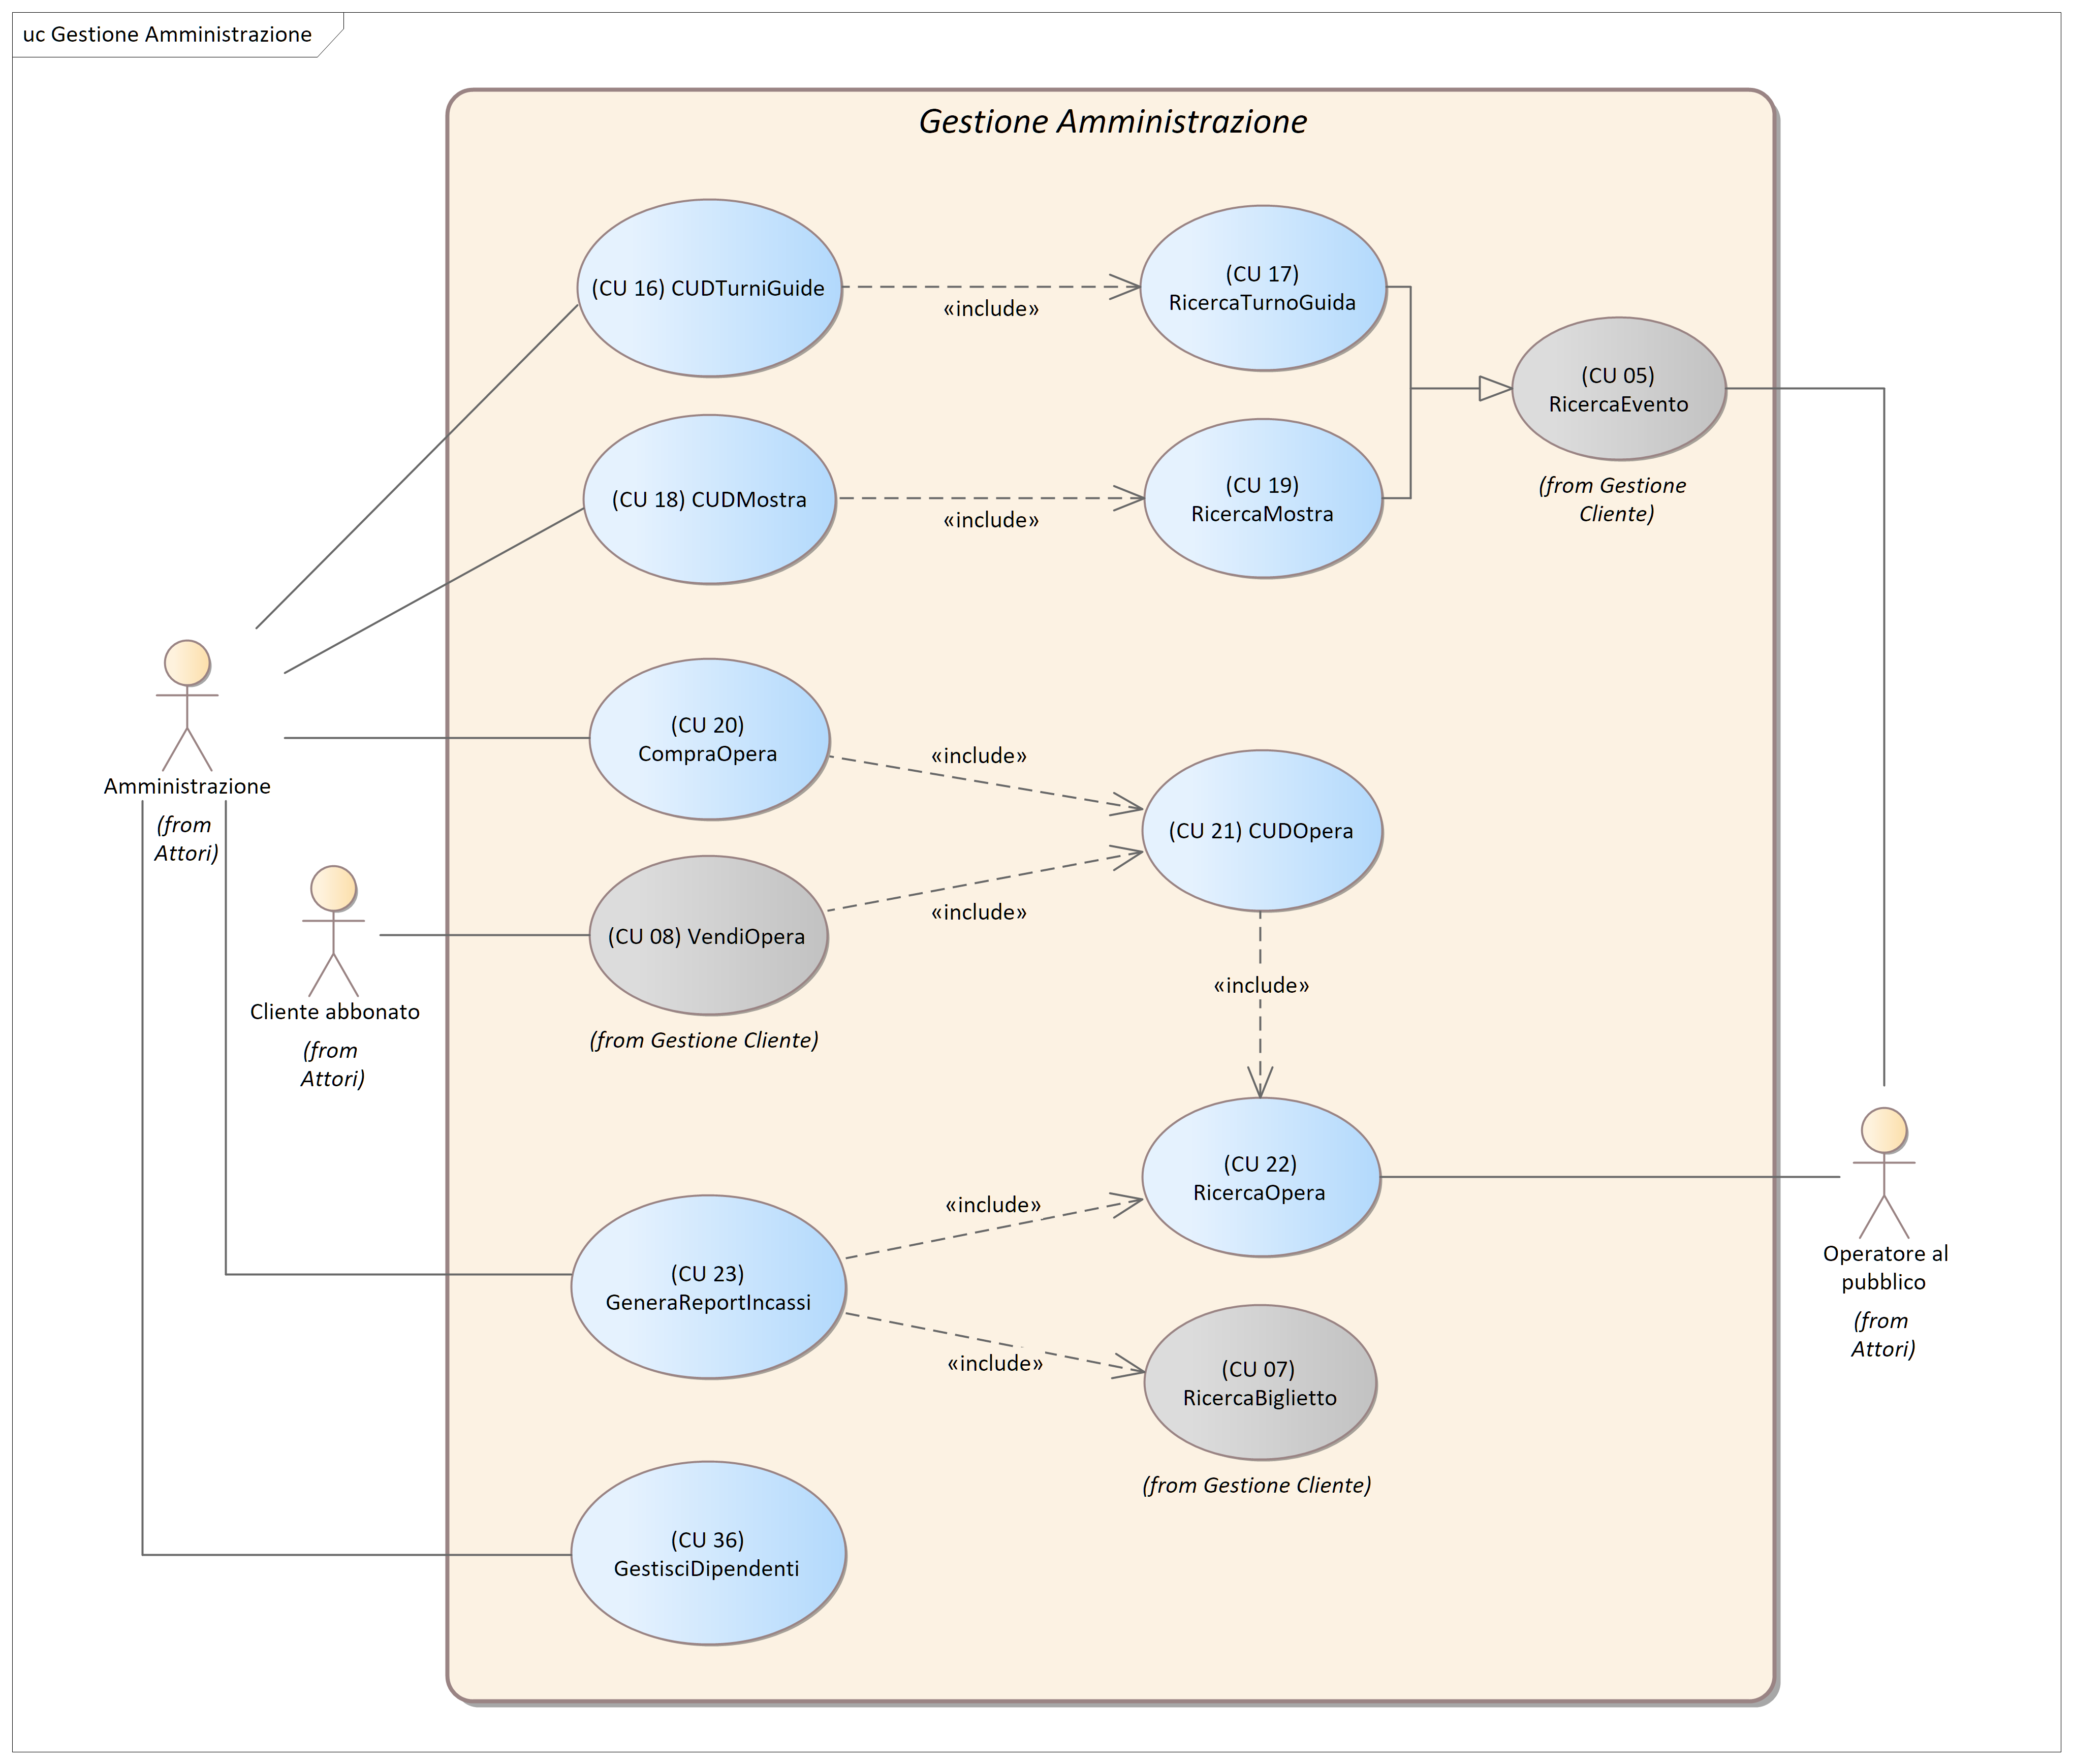 uc Gestione Amministrazione
Gestione Amministrazione
(CU 16) CUDTurniGuide
«include»
(CU 17)
RicercaTurnoGuida
(CU 05)
RicercaEvento
(from Gestione
Cliente)
(CU 18) CUDMostra
«include»
(CU 19)
RicercaMostra
Amministrazione
(from
Attori)
(CU 20)
CompraOpera
«include»
(CU 21) CUDOpera
Cliente abbonato
(from
Attori)
(CU 08) VendiOpera
(from Gestione Cliente)
«include»
«include»
(CU 22)
RicercaOpera
Operatore al
pubblico
(from
Attori)
(CU 23)
GeneraReportIncassi
«include»
«include»
(CU 07)
RicercaBiglietto
(from Gestione Cliente)
(CU 36)
GestisciDipendenti